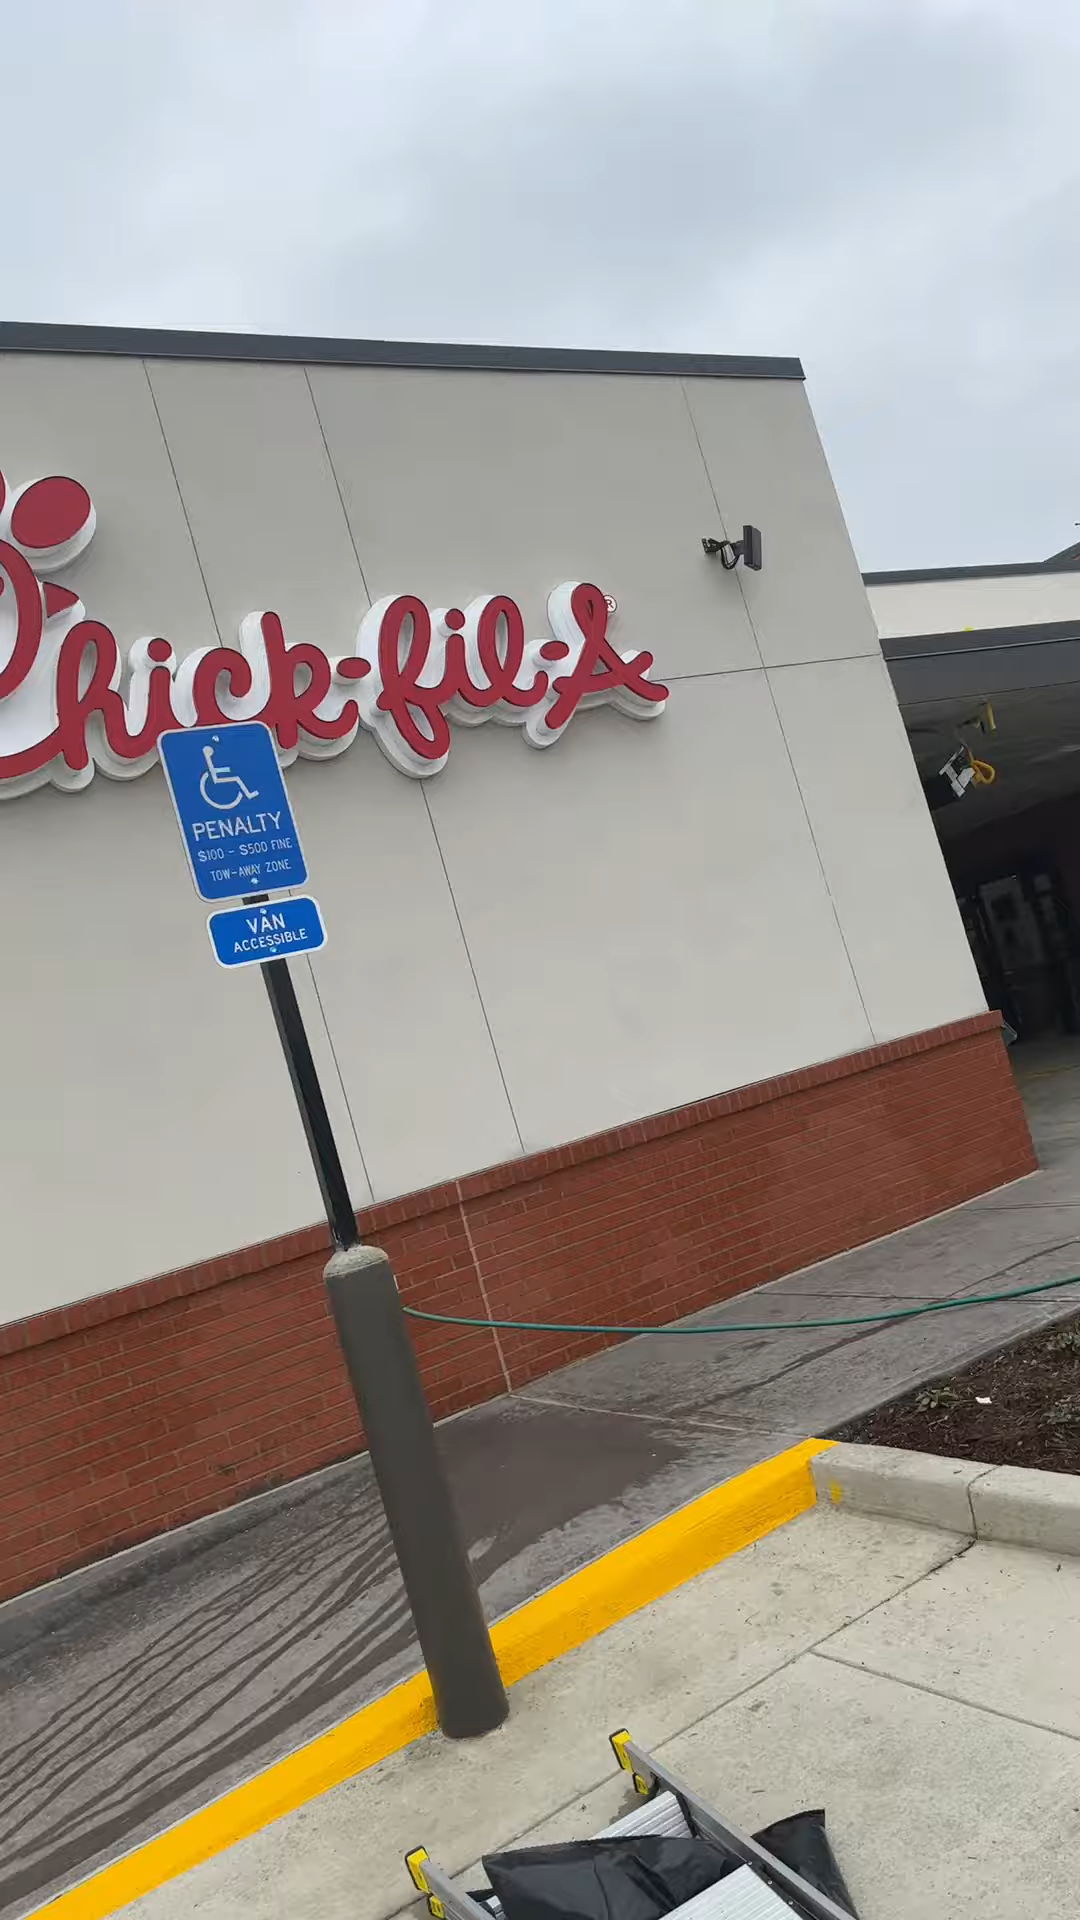 Chick-fil-A®
PENALTY
$100 - $500 FINE
TOW-AWAY ZONE
VAN
ACCESSIBLE